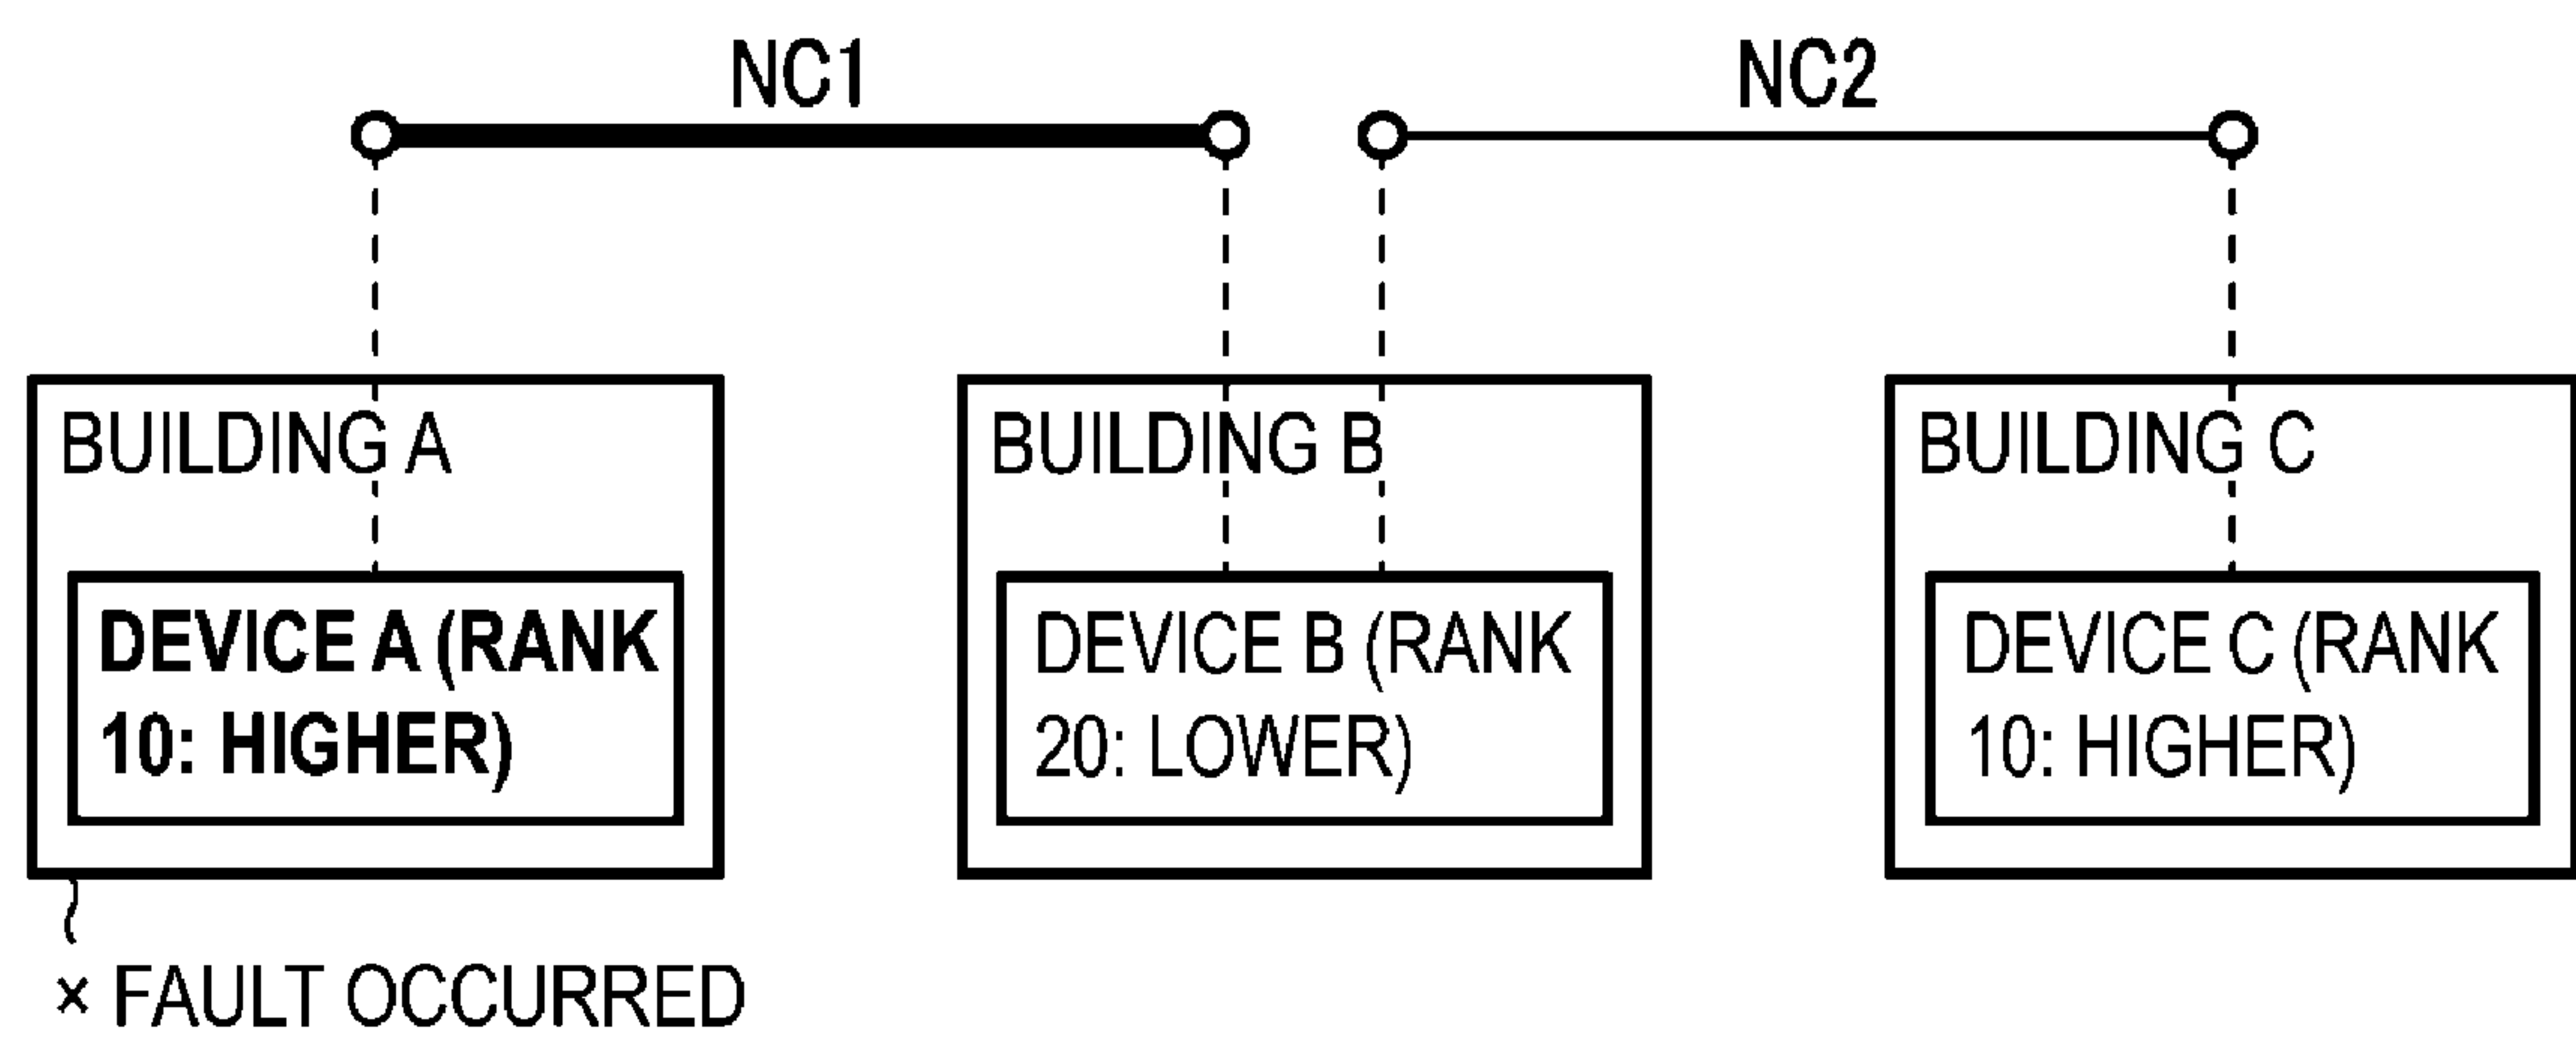 NC1
NC2
BUILDING A
DEVICE A (RANK
10: HIGHER)
BUILDING B
DEVICE B (RANK
20: LOWER)
BUILDING C
DEVICE C (RANK
10: HIGHER)
× FAULT OCCURRED